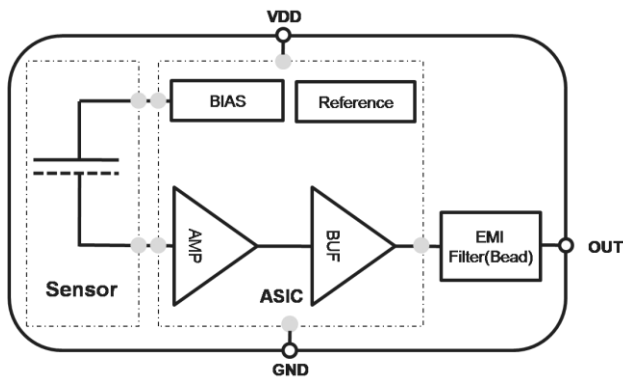 VDD
BIAS
Reference
AMP
BUF
EMI
Filter(Bead)
OUT
Sensor
ASIC
GND